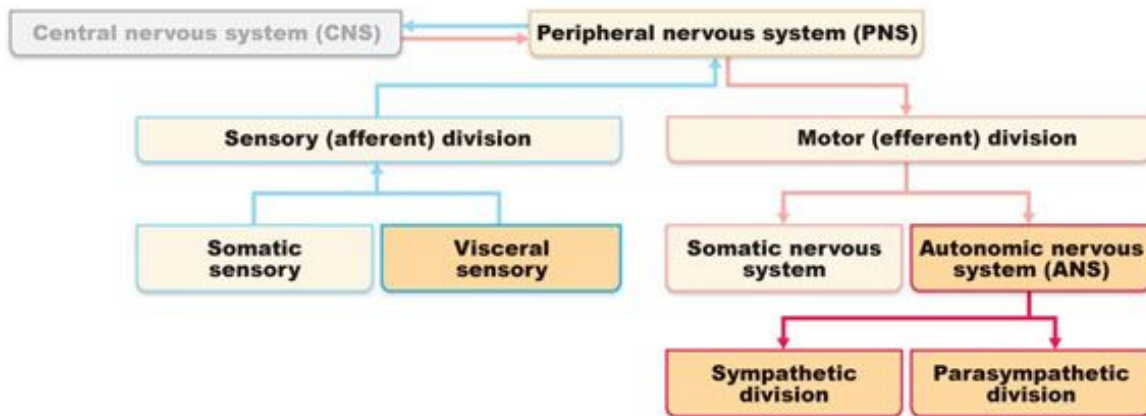 Central nervous system (CNS)
Peripheral nervous system (PNS)
Sensory (afferent) division
Motor (efferent) division
Somatic
sensory
Visceral
sensory
Somatic nervous
system
Autonomic nervous
system (ANS)
Sympathetic
division
Parasympathetic
division